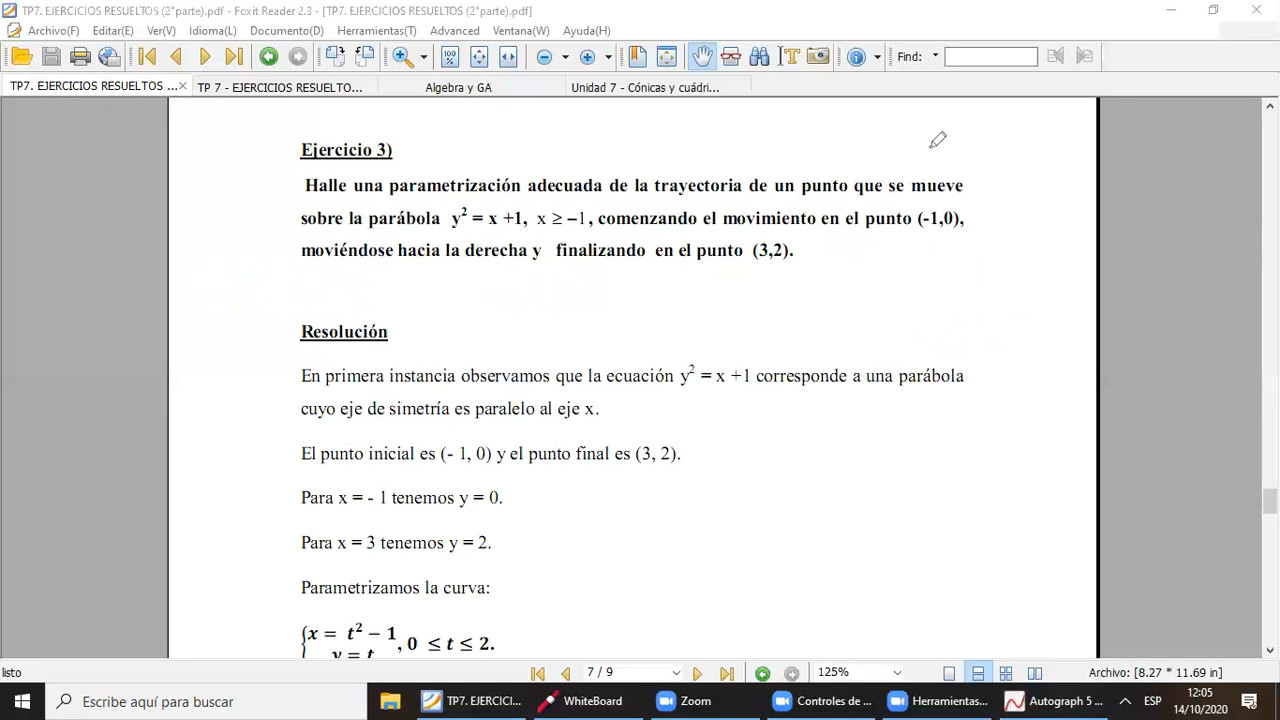 TP7. EJERCICIOS RESUELTOS (2°parte).pdf - Foxit Reader 2.3 - [TP7. EJERCICIOS RESUELTOS (2°parte).pdf]
Archivo(F) Editar(E) Ver(V) Idioma(L) Documento(D) Herramientas(T) Advanced Ventana(W) Ayuda(H)
Find:
TP7. EJERCICIOS RESUELTOS ... TP 7 - EJERCICIOS RESUELTO... Algebra y GA Unidad 7 - Cónicas y cuádri...
Ejercicio 3)
Halle una parametrización adecuada de la trayectoria de un punto que se mueve
sobre la parábola y² = x +1, x ≥ −1, comenzando el movimiento en el punto (-1,0),
moviéndose hacia la derecha y finalizando en el punto (3,2).
Resolución
En primera instancia observamos que la ecuación y² = x +1 corresponde a una parábola
cuyo eje de simetría es paralelo al eje x.
El punto inicial es (- 1, 0) y el punto final es (3, 2).
Para x = - 1 tenemos y = 0.
Para x = 3 tenemos y = 2.
Parametrizamos la curva:
{x = t² − 1, 0 ≤ t ≤ 2.
y = t
listo 7 / 9 125% Archivo: [8.27 * 11.69 in]
Escribe aquí para buscar TP7. EJERCICI... WhiteBoard Zoom Controles de ... Herramientas... Autograph 5 ... ESP 12:05
14/10/2020